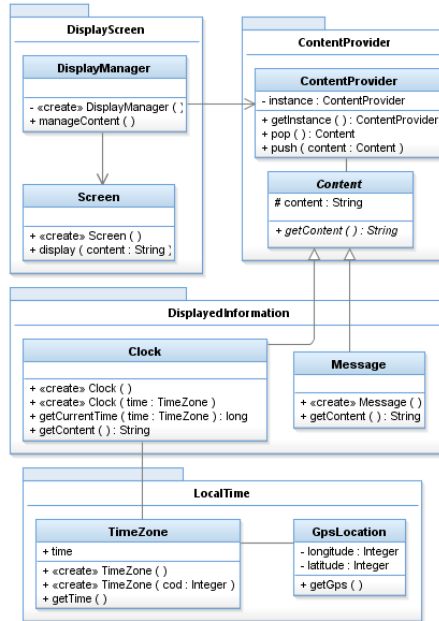 DisplayScreen
DisplayManager
- «create» DisplayManager ( )
+ manageContent ( )
Screen
+ «create» Screen ( )
+ display ( content : String )
ContentProvider
ContentProvider
- instance : ContentProvider
+ getInstance ( ) : ContentProvider
+ pop ( ) : Content
+ push ( content : Content )
Content
# content : String
+ getContent ( ) : String
DisplayedInformation
Clock
+ «create» Clock ( )
+ «create» Clock ( time : TimeZone )
+ getCurrentTime ( time : TimeZone ) : long
+ getContent ( ) : String
Message
+ «create» Message ( )
+ getContent ( ) : String
LocalTime
TimeZone
+ time
+ «create» TimeZone ( )
+ «create» TimeZone ( cod : Integer )
+ getTime ( )
GpsLocation
- longitude : Integer
- latitude : Integer
+ getGps ( )